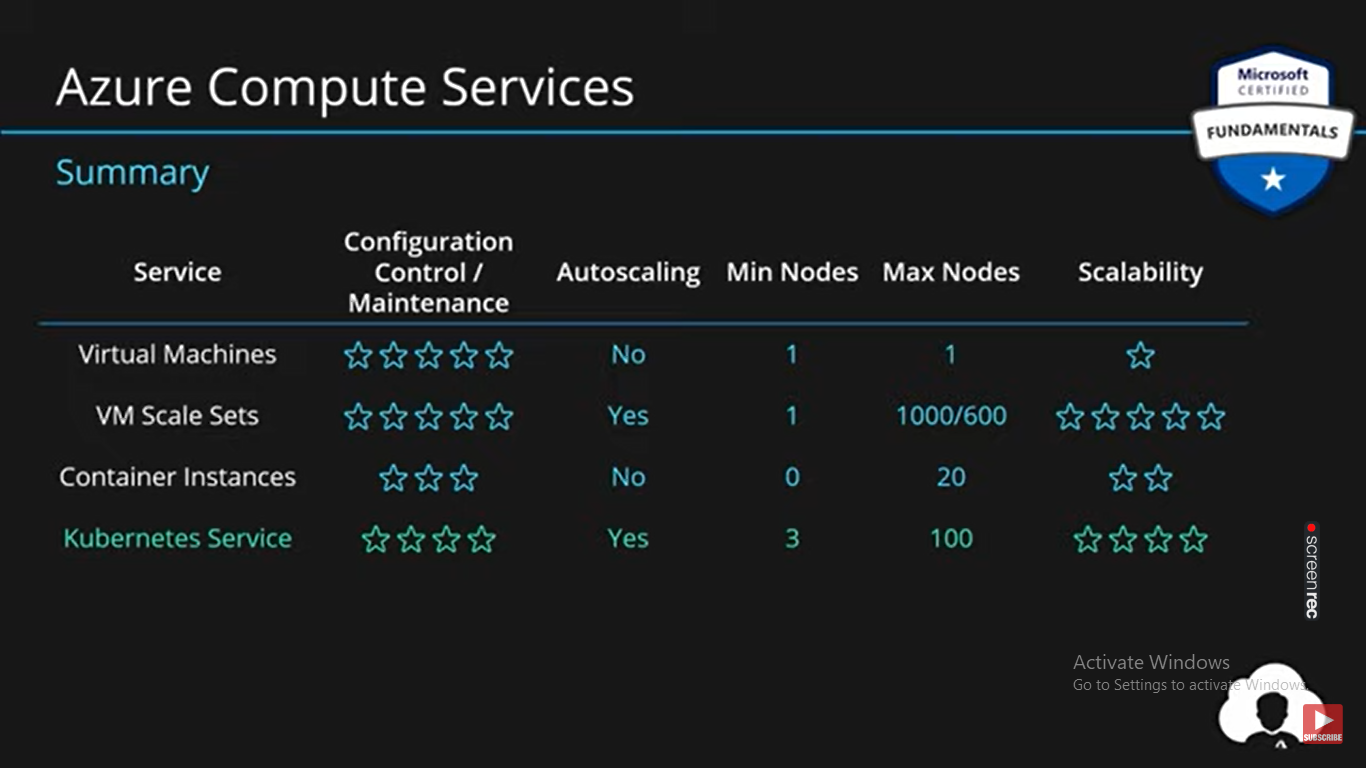 Azure Compute Services
Microsoft
CERTIFIED
FUNDAMENTALS
Summary
Service Configuration Control / Maintenance Autoscaling Min Nodes Max Nodes Scalability
Virtual Machines No 1 1
VM Scale Sets Yes 1 1000/600
Container Instances No 0 20
Kubernetes Service Yes 3 100
screenrec
Activate Windows
Go to Settings to activate Windows.
SUBSCRIBE